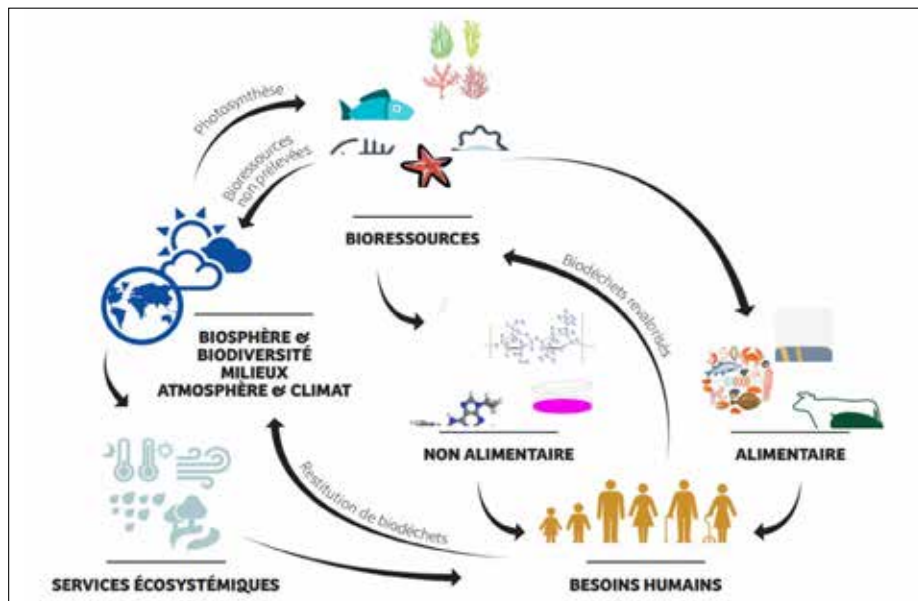 Photosynthèse
Bioressources
non prélevées
BIORESSOURCES
Biodéchets revalorisés
BIOSPHÈRE &
BIODIVERSITÉ
MILIEUX
ATMOSPHÈRE & CLIMAT
NON ALIMENTAIRE
ALIMENTAIRE
Restitution de biodéchets
SERVICES ÉCOSYSTÉMIQUES
BESOINS HUMAINS